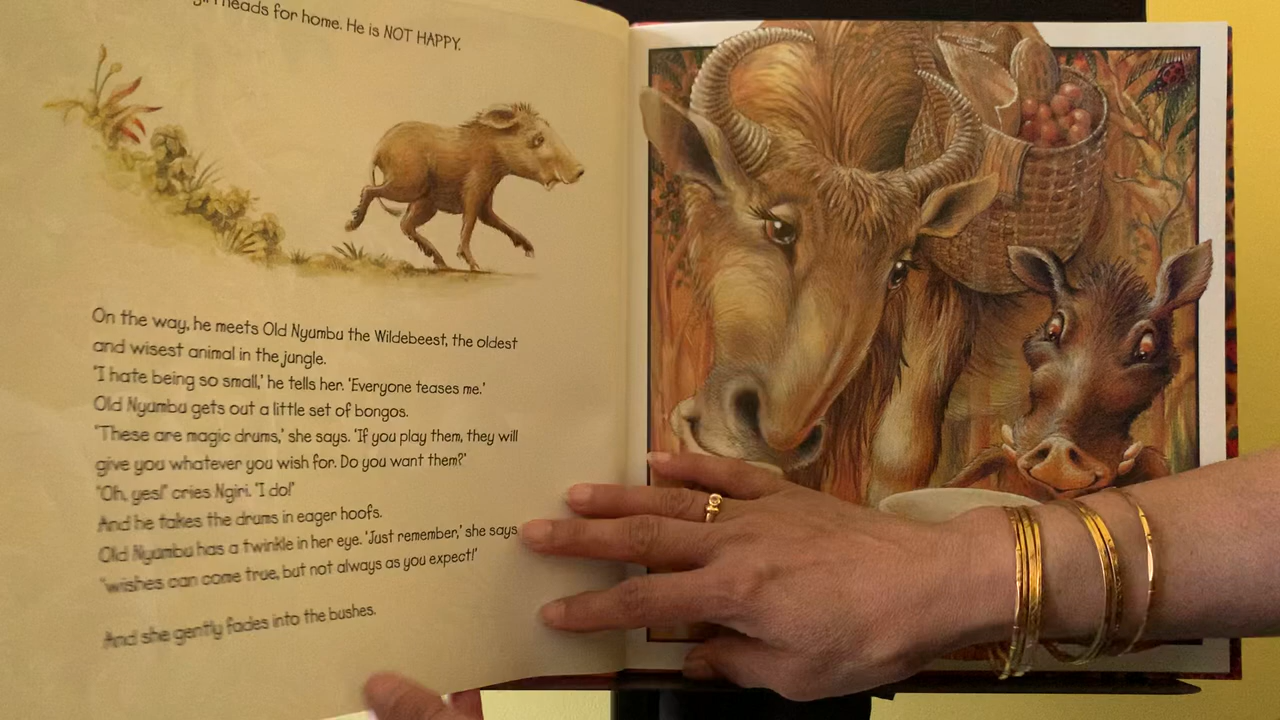 heads for home. He is NOT HAPPY.
On the way, he meets Old Nyumbu the Wildebeest, the oldest
and wisest animal in the jungle.
'I hate being so small,' he tells her. 'Everyone teases me.'
Old Nyumbu gets out a little set of bongos.
'These are magic drums,' she says. 'If you play them, they will
give you whatever you wish for. Do you want them?'
'Oh, yes!' cries Ngiri. 'I do!'
And he takes the drums in eager hoofs.
Old Nyumbu has a twinkle in her eye. 'Just remember,' she says
'wishes can come true, but not always as you expect!'
And she gently fades into the bushes.